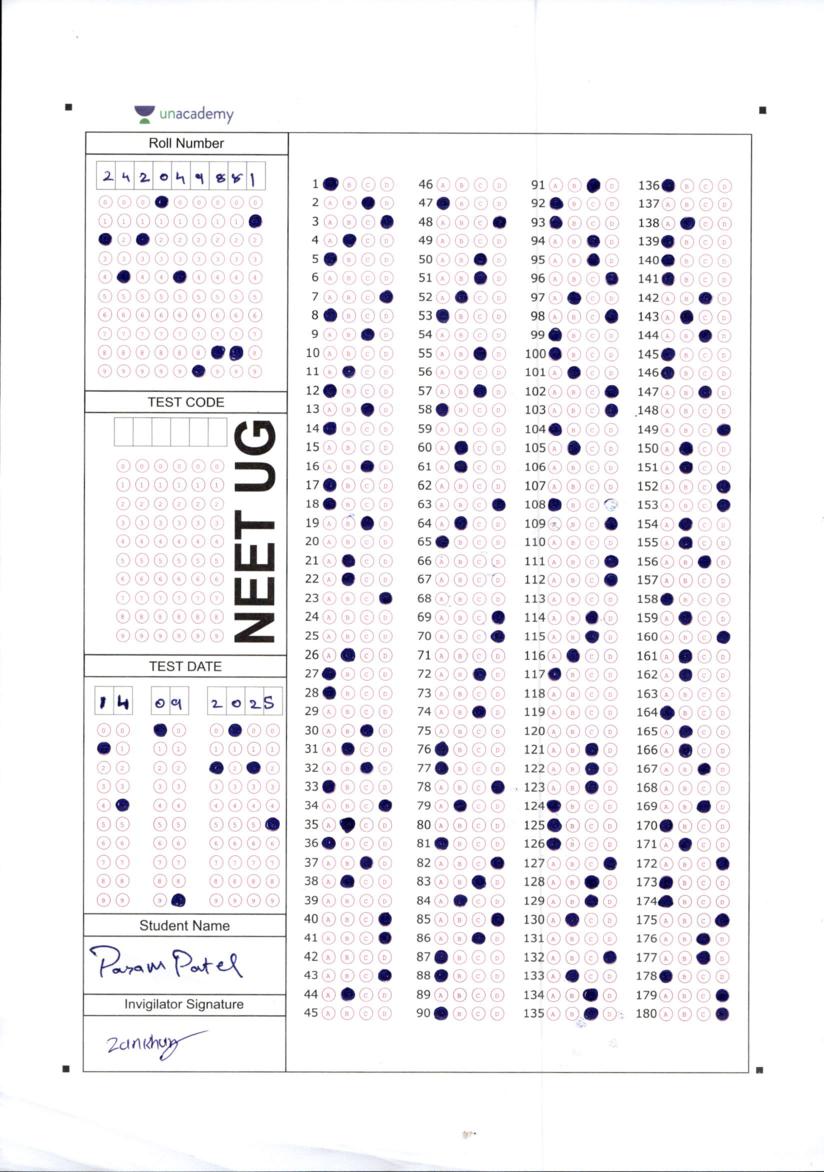 unacademy
Roll Number
2 4 2 0 4 9 8 8 1
TEST CODE
NEET UG
TEST DATE
14 09 2025
Student Name
Param Patel
Invigilator Signature
1 B C D
2 A B D
3 A B C
4 A C D
5 B C D
6 A B C D
7 A B C
8 B C D
9 A B D
10 A B C D
11 A C D
12 B C D
13 A B D
14 B C D
15 A B C D
16 A B D
17 B C D
18 B C D
19 A B D
20 A B C D
21 A C D
22 A C D
23 A B C
24 A B C D
25 A B C D
26 A C D
27 B C D
28 B C D
29 A B C D
30 A B D
31 A C D
32 A B D
33 B C D
34 A B C
35 A C D
36 B C D
37 A B D
38 A C D
39 A B C D
40 A B C
41 A B C
42 A B C D
43 A B C
44 A C D
45 A B C D
46 A B C D
47 B C D
48 A B C
49 A B C D
50 A B D
51 A B D
52 A C D
53 B C D
54 A B C D
55 A B D
56 A B C D
57 A B D
58 B C D
59 A B C D
60 A C D
61 A C D
62 A B C D
63 A B C
64 A C D
65 B C D
66 A B C D
67 A B C D
68 A B C D
69 A B C
70 A B C
71 A B C D
72 A B D
73 A B C D
74 A B D
75 A B C D
76 B C D
77 B C D
78 A B C
79 A C D
80 A B C D
81 B C D
82 A B C
83 A B D
84 A C D
85 A B C
86 A B D
87 B C D
88 B C D
89 A B C D
90 B C D
91 A B D
92 B C D
93 B C D
94 A B D
95 A B D
96 A B C
97 A C D
98 A B C
99 B C D
100 B C D
101 A C D
102 A B C
103 A B C
104 B C D
105 A C D
106 A B C D
107 A B C D
108 B C
109 B C
110 A B C D
111 A B C
112 A B C
113 A B C D
114 A B D
115 A B D
116 A C D
117 B C D
118 A B C D
119 A B C D
120 A B C D
121 A B D
122 A B D
123 A B D
124 B C D
125 B C D
126 B C D
127 A B C
128 A B D
129 A B D
130 A C D
131 A B C D
132 A B C
133 A C D
134 A B D
135 A B D
136 B C D
137 A B C D
138 A C D
139 B C D
140 B C D
141 B C D
142 A B D
143 A C D
144 A B D
145 B C D
146 B C D
147 A B D
148 A B C D
149 A B C
150 A C D
151 A C D
152 A B C
153 A B C
154 A C D
155 A C D
156 A B D
157 A B C D
158 B C D
159 A C D
160 A B C
161 A C D
162 A C D
163 A B C D
164 B C D
165 A C D
166 A C D
167 A B D
168 A B C D
169 A B D
170 B C D
171 A C D
172 A B C
173 B C D
174 B C D
175 A B C
176 A B D
177 A B D
178 B C D
179 A B C
180 A B C